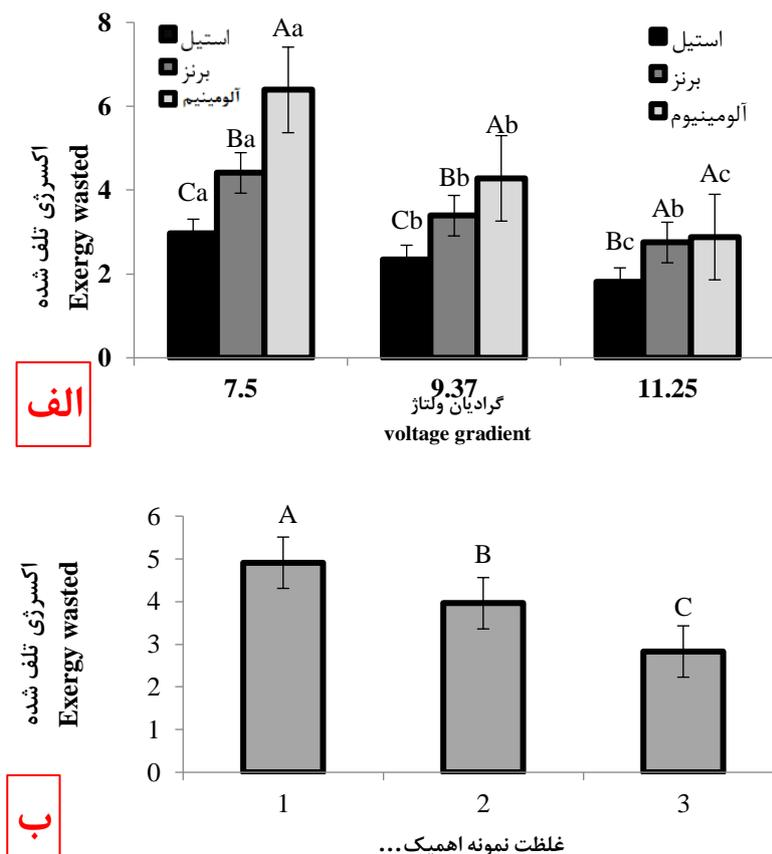 اکسرژی تلف شده
Exergy wasted
8
6
4
2
0
استیل
برنز
آلومینیم
استیل
برنز
آلومینیوم
Ca
Ba
Aa
Cb
Bb
Ab
Bc
Ab
Ac
7.5
9.37
11.25
گرادیان ولتاژ
voltage gradient
الف
اکسرژی تلف شده
Exergy wasted
6
5
4
3
2
1
0
A
B
C
1
2
3
غلظت نمونه اهمیک...
ب